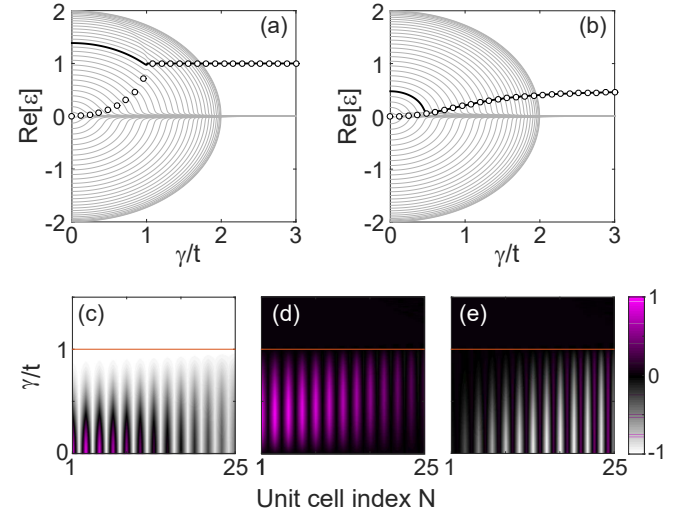 2
1
0
-1
-2
Re[ε]
(a)
0 1 2 3
γ/t
2
1
0
-1
-2
Re[ε]
(b)
0 1 2 3
γ/t
γ/t
1
0
(c)
(d)
(e)
1
0
-1
1 25
1 25
1 25
Unit cell index N